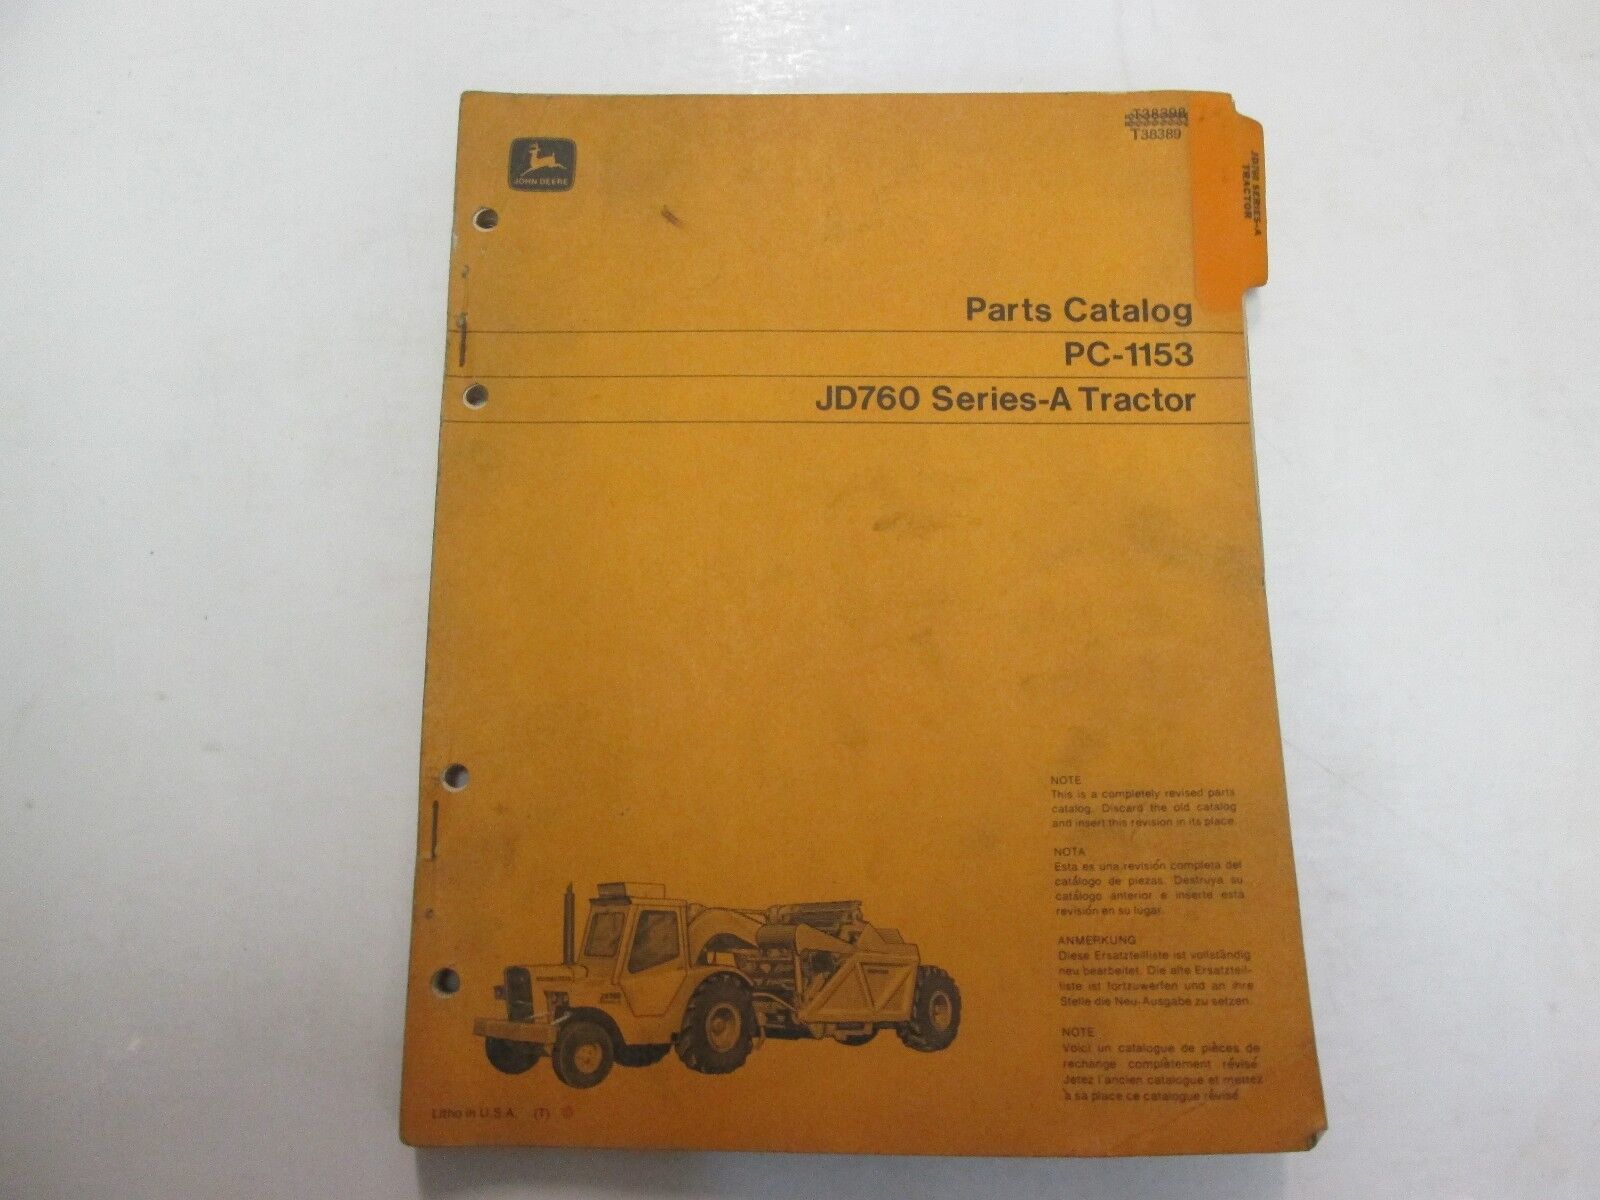 JOHN DEERE
T38398
T38389
JD760 SERIES-A
TRACTOR
Parts Catalog
PC-1153
JD760 Series-A Tractor
NOTE
This is a completely revised parts
catalog. Discard the old catalog
and insert this revision in its place.
NOTA
Esta es una revisión completa del
catálogo de piezas. Destruya su
catálogo anterior e inserte esta
revisión en su lugar.
ANMERKUNG
Diese Ersatzteilliste ist vollständig
neu bearbeitet. Die alte Ersatzteil-
liste ist fortzuwerfen und an ihre
Stelle die Neu-Ausgabe zu setzen.
NOTE
Voici un catalogue de pièces de
rechange complètement révisé.
Jetez l'ancien catalogue et mettez
à sa place ce catalogue révisé.
Litho in U.S.A. (T)